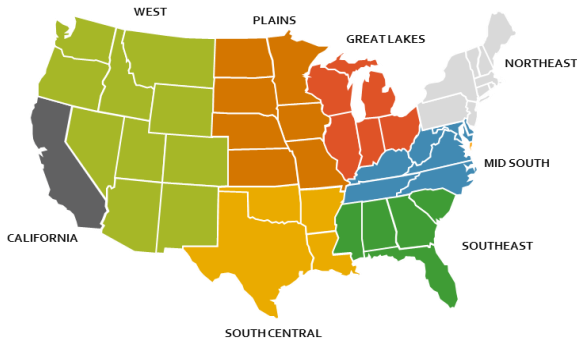 WEST
PLAINS
GREAT LAKES
NORTHEAST
MID SOUTH
CALIFORNIA
SOUTHEAST
SOUTH CENTRAL